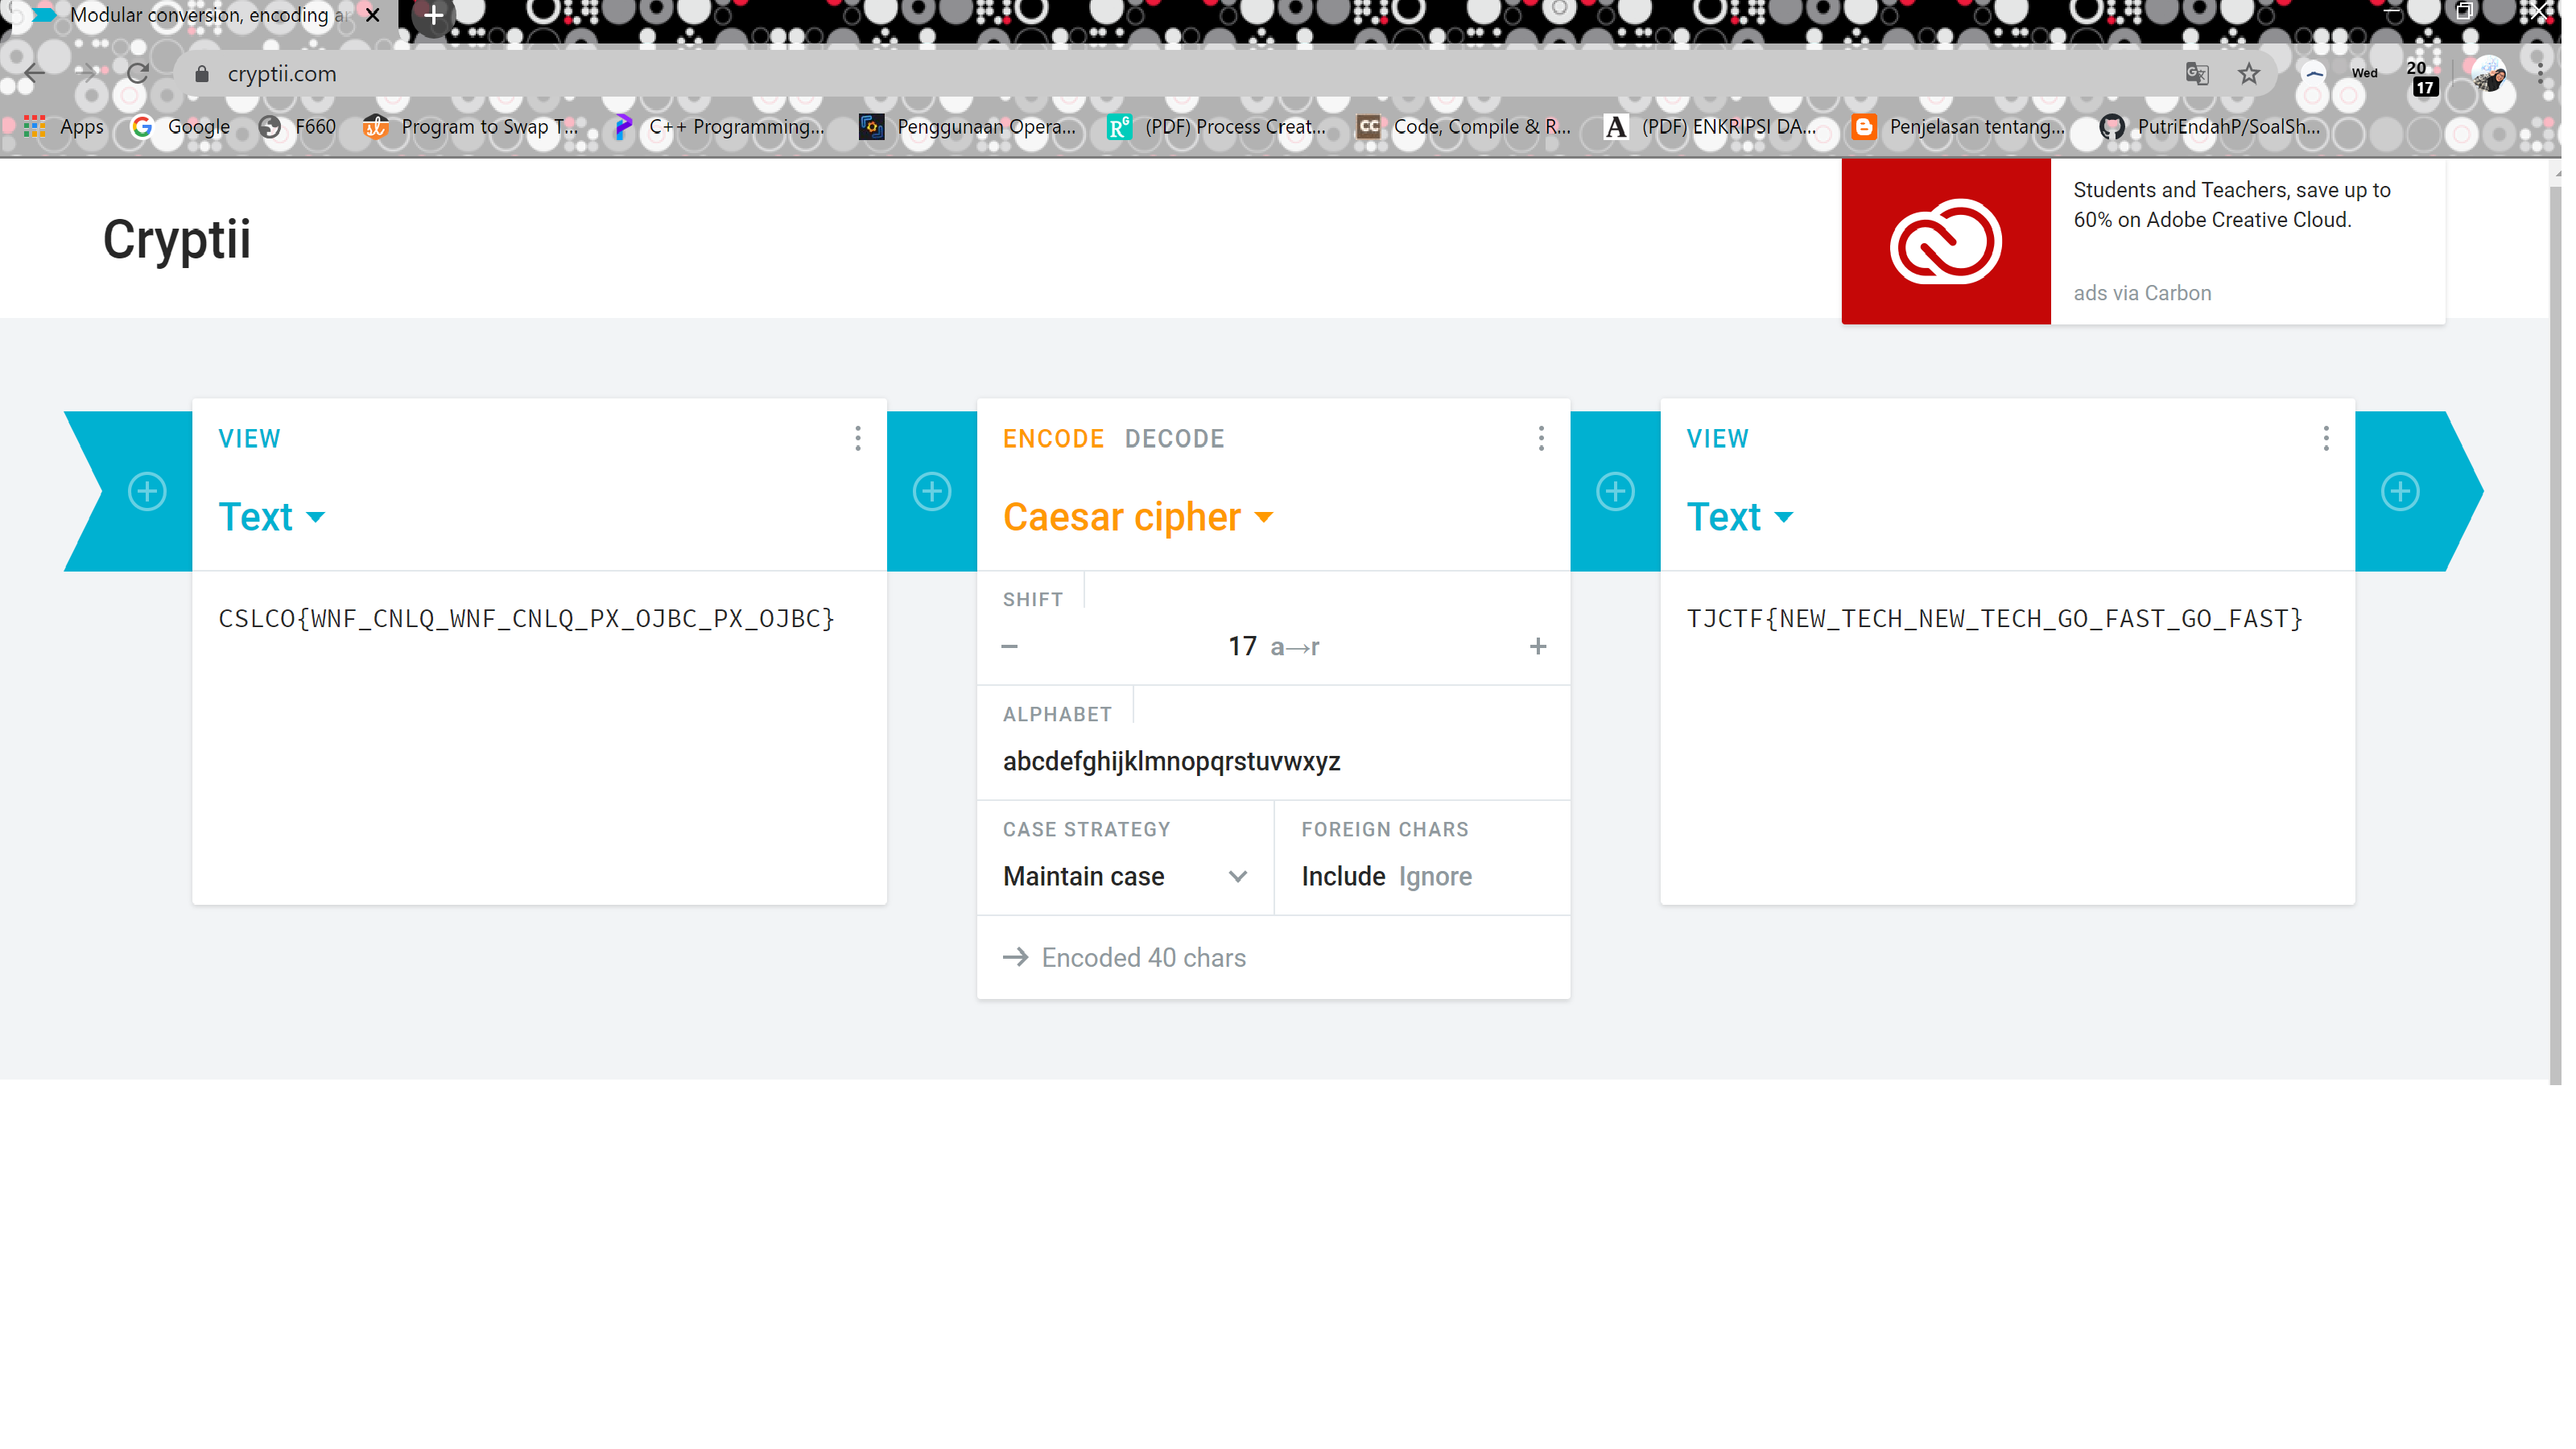 Modular conversion, encoding ar
cryptii.com
Wed 20 17
Apps Google F660 Program to Swap T... C++ Programming... Penggunaan Opera... (PDF) Process Creat... Code, Compile & R... (PDF) ENKRIPSI DA... Penjelasan tentang... PutriEndahP/SoalSh...
Cryptii
Students and Teachers, save up to
60% on Adobe Creative Cloud.
ads via Carbon
VIEW
Text
CSLCO{WNF_CNLQ_WNF_CNLQ_PX_OJBC_PX_OJBC}
ENCODE DECODE
Caesar cipher
SHIFT
− 17 a→r +
ALPHABET
abcdefghijklmnopqrstuvwxyz
CASE STRATEGY
Maintain case
FOREIGN CHARS
Include Ignore
→ Encoded 40 chars
VIEW
Text
TJCTF{NEW_TECH_NEW_TECH_GO_FAST_GO_FAST}